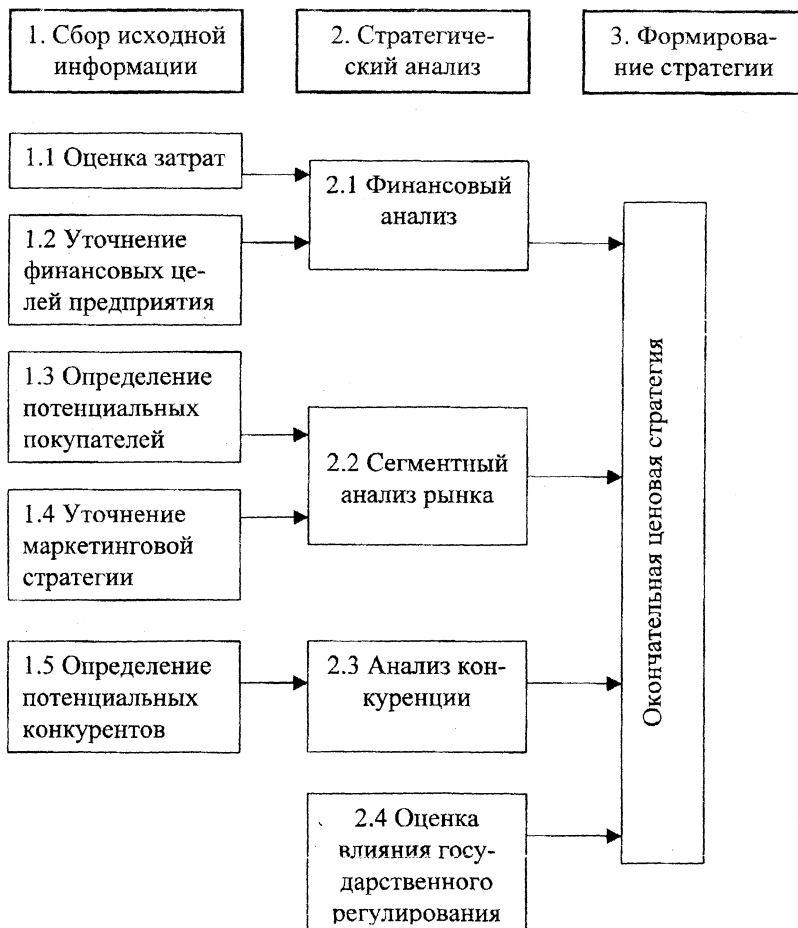 1. Сбор исходной
информации
2. Стратегиче-
ский анализ
3. Формирова-
ние стратегии
1.1 Оценка затрат
1.2 Уточнение
финансовых це-
лей предприятия
1.3 Определение
потенциальных
покупателей
1.4 Уточнение
маркетинговой
стратегии
1.5 Определение
потенциальных
конкурентов
2.1 Финансовый
анализ
2.2 Сегментный
анализ рынка
2.3 Анализ кон-
куренции
2.4 Оценка
влияния госу-
дарственного
регулирования
Окончательная ценовая стратегия